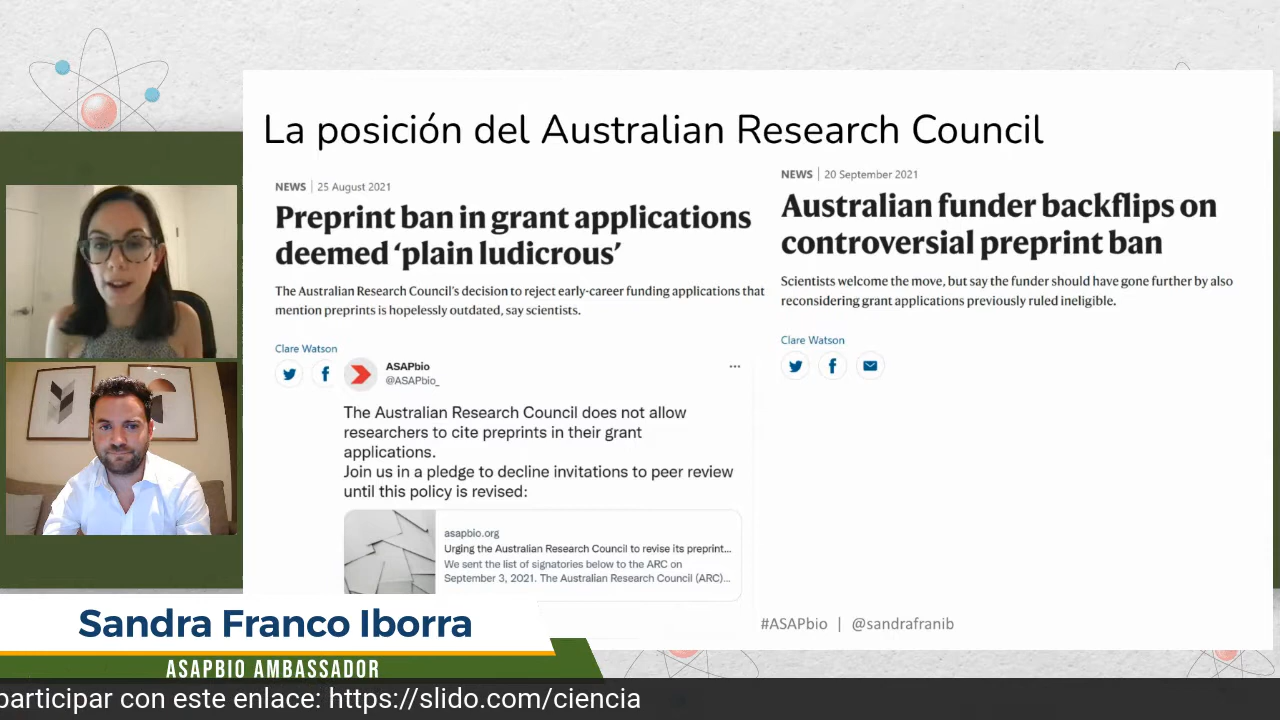 La posición del Australian Research Council
NEWS | 25 August 2021
Preprint ban in grant applications
deemed ‘plain ludicrous’
The Australian Research Council’s decision to reject early-career funding applications that
mention preprints is hopelessly outdated, say scientists.
Clare Watson
ASAPbio
@ASAPbio_
The Australian Research Council does not allow
researchers to cite preprints in their grant
applications.
Join us in a pledge to decline invitations to peer review
until this policy is revised:
asapbio.org
Urging the Australian Research Council to revise its preprint...
We sent the list of signatories below to the ARC on
September 3, 2021. The Australian Research Council (ARC)...
NEWS | 20 September 2021
Australian funder backflips on
controversial preprint ban
Scientists welcome the move, but say the funder should have gone further by also
reconsidering grant applications previously ruled ineligible.
Clare Watson
#ASAPbio | @sandrafranib
Sandra Franco Iborra
ASAPBIO AMBASSADOR
participar con este enlace: https://slido.com/ciencia